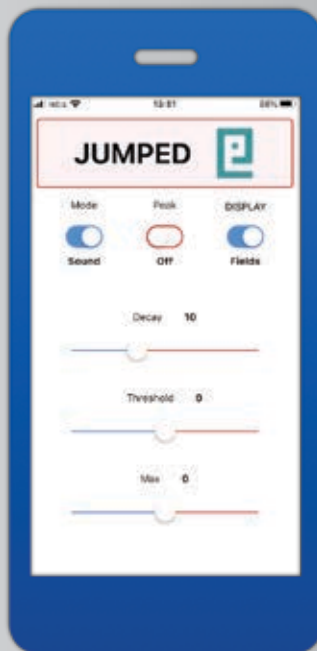 13:51
JUMPED
Mode Peak DISPLAY
Sound Off Fields
Decay 10
Threshold 0
Max 0